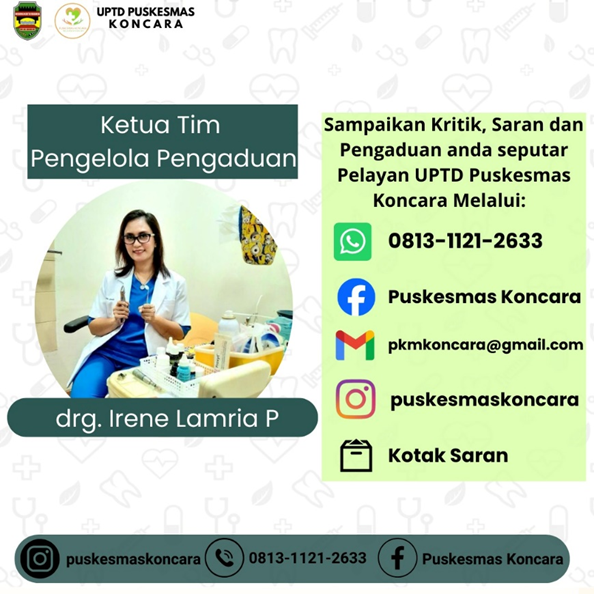 UPTD PUSKESMAS
KONCARA
Ketua Tim
Pengelola Pengaduan
drg. Irene Lamria P
Sampaikan Kritik, Saran dan
Pengaduan anda seputar
Pelayan UPTD Puskesmas
Koncara Melalui:
0813-1121-2633
Puskesmas Koncara
pkmkoncara@gmail.com
puskesmaskoncara
Kotak Saran
puskesmaskoncara 0813-1121-2633 Puskesmas Koncara